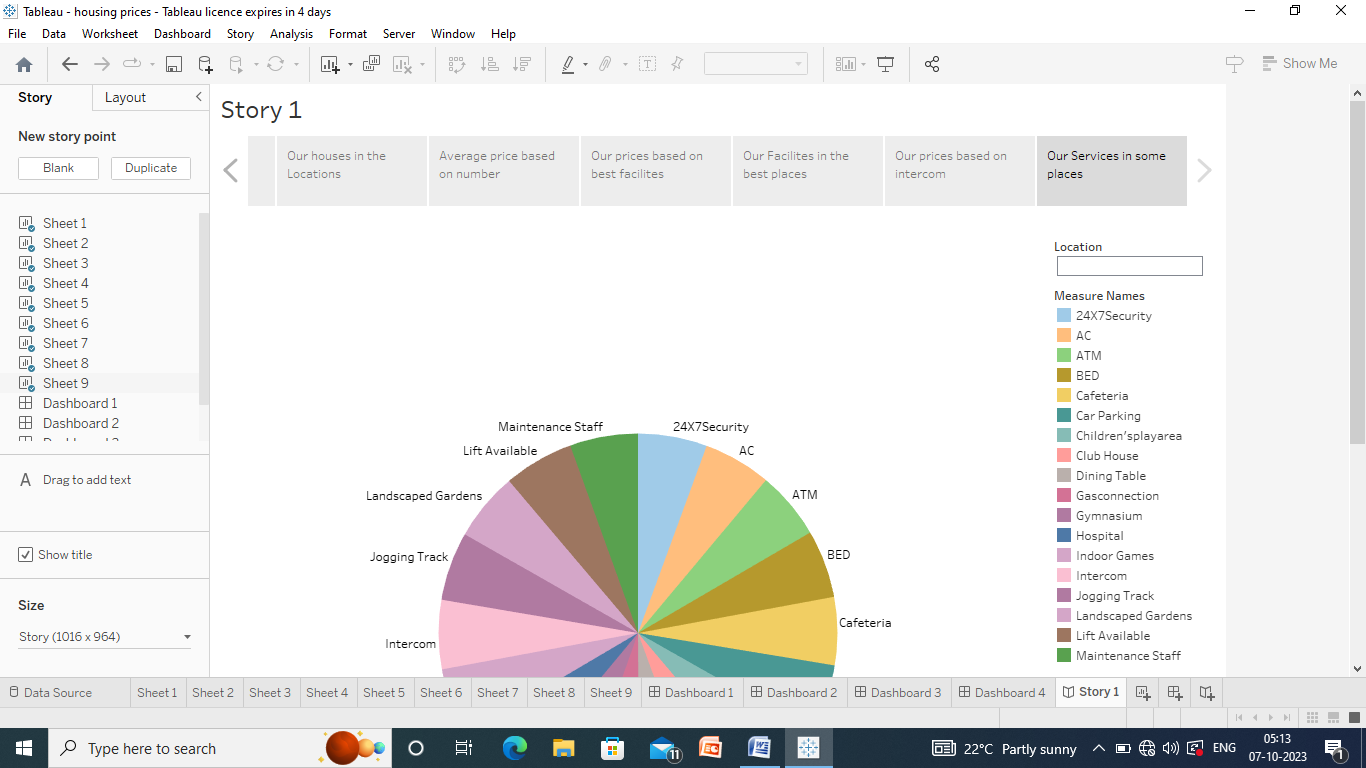 Tableau - housing prices - Tableau licence expires in 4 days
File Data Worksheet Dashboard Story Analysis Format Server Window Help
Show Me
Story Layout
New story point
Blank Duplicate
Sheet 1
Sheet 2
Sheet 3
Sheet 4
Sheet 5
Sheet 6
Sheet 7
Sheet 8
Sheet 9
Dashboard 1
Dashboard 2
A Drag to add text
Show title
Size
Story (1016 x 964)
Story 1
Our houses in the
Locations
Average price based
on number
Our prices based on
best facilites
Our Facilites in the
best places
Our prices based on
intercom
Our Services in some
places
Maintenance Staff
24X7Security
Lift Available
AC
Landscaped Gardens
ATM
Jogging Track
BED
Cafeteria
Intercom
Location
Measure Names
24X7Security
AC
ATM
BED
Cafeteria
Car Parking
Children'splayarea
Club House
Dining Table
Gasconnection
Gymnasium
Hospital
Indoor Games
Intercom
Jogging Track
Landscaped Gardens
Lift Available
Maintenance Staff
Data Source Sheet 1 Sheet 2 Sheet 3 Sheet 4 Sheet 5 Sheet 6 Sheet 7 Sheet 8 Sheet 9 Dashboard 1 Dashboard 2 Dashboard 3 Dashboard 4 Story 1
Type here to search
11
22°C Partly sunny
ENG
05:13
07-10-2023
1